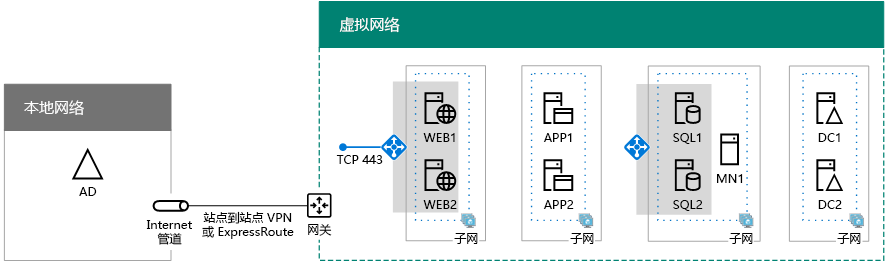 虚拟网络
本地网络
AD
Internet
管道
站点到站点 VPN
或 ExpressRoute
网关
TCP 443
WEB1
WEB2
子网
APP1
APP2
子网
SQL1
SQL2
MN1
子网
DC1
DC2
子网